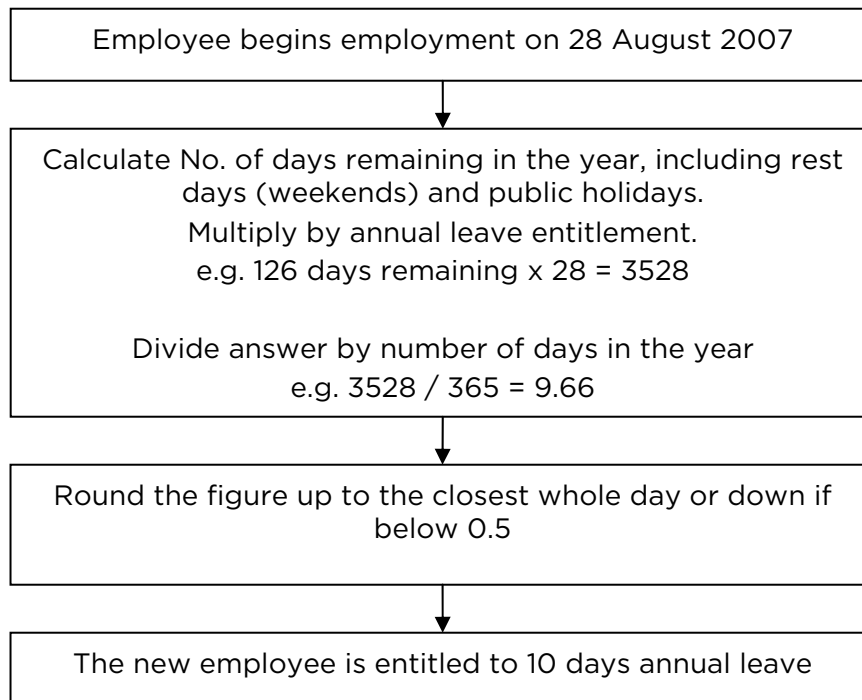 Employee begins employment on 28 August 2007
Calculate No. of days remaining in the year, including rest
days (weekends) and public holidays.
Multiply by annual leave entitlement.
e.g. 126 days remaining x 28 = 3528
Divide answer by number of days in the year
e.g. 3528 / 365 = 9.66
Round the figure up to the closest whole day or down if
below 0.5
The new employee is entitled to 10 days annual leave